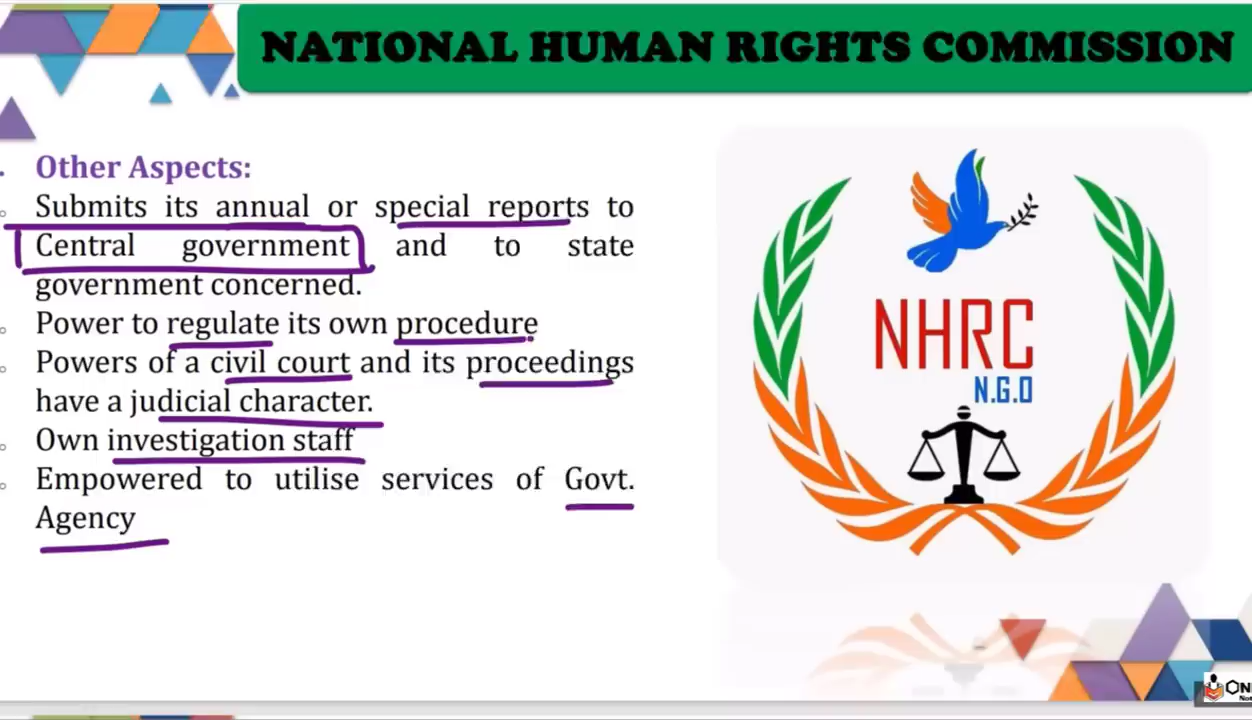 NATIONAL HUMAN RIGHTS COMMISSION
Other Aspects:
Submits its annual or special reports to
Central government and to state
government concerned.
Power to regulate its own procedure
Powers of a civil court and its proceedings
have a judicial character.
Own investigation staff
Empowered to utilise services of Govt.
Agency
NHRC
N.G.O